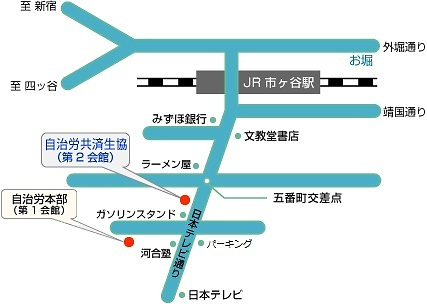 至 新宿
外堀通り
お堀
至 四ッ谷
JR 市ヶ谷駅
みずほ銀行
靖国通り
文教堂書店
自治労共済生協
（第２会館）
ラーメン屋
五番町交差点
自治労本部
（第１会館）
ガソリンスタンド
日本テレビ通り
河合塾
パーキング
日本テレビ